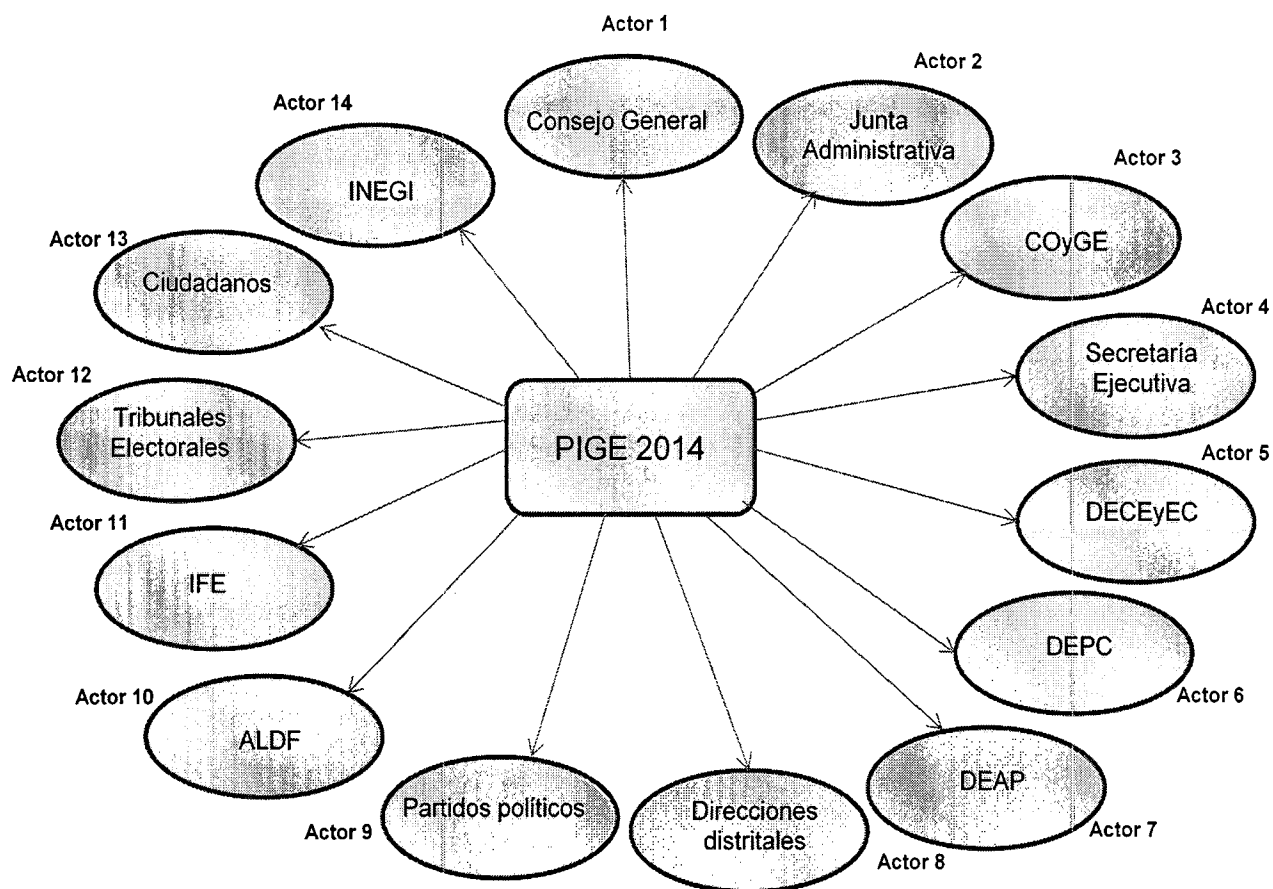 Actor 1
Consejo General
Actor 2
Junta
Administrativa
Actor 3
COyGE
Actor 4
Secretaría
Ejecutiva
Actor 5
DECEyEC
DEPC
Actor 6
DEAP
Actor 7
Direcciones
distritales
Actor 8
Partidos políticos
Actor 9
Actor 10
ALDF
Actor 11
IFE
Actor 12
Tribunales
Electorales
Actor 13
Ciudadanos
Actor 14
INEGI
PIGE 2014